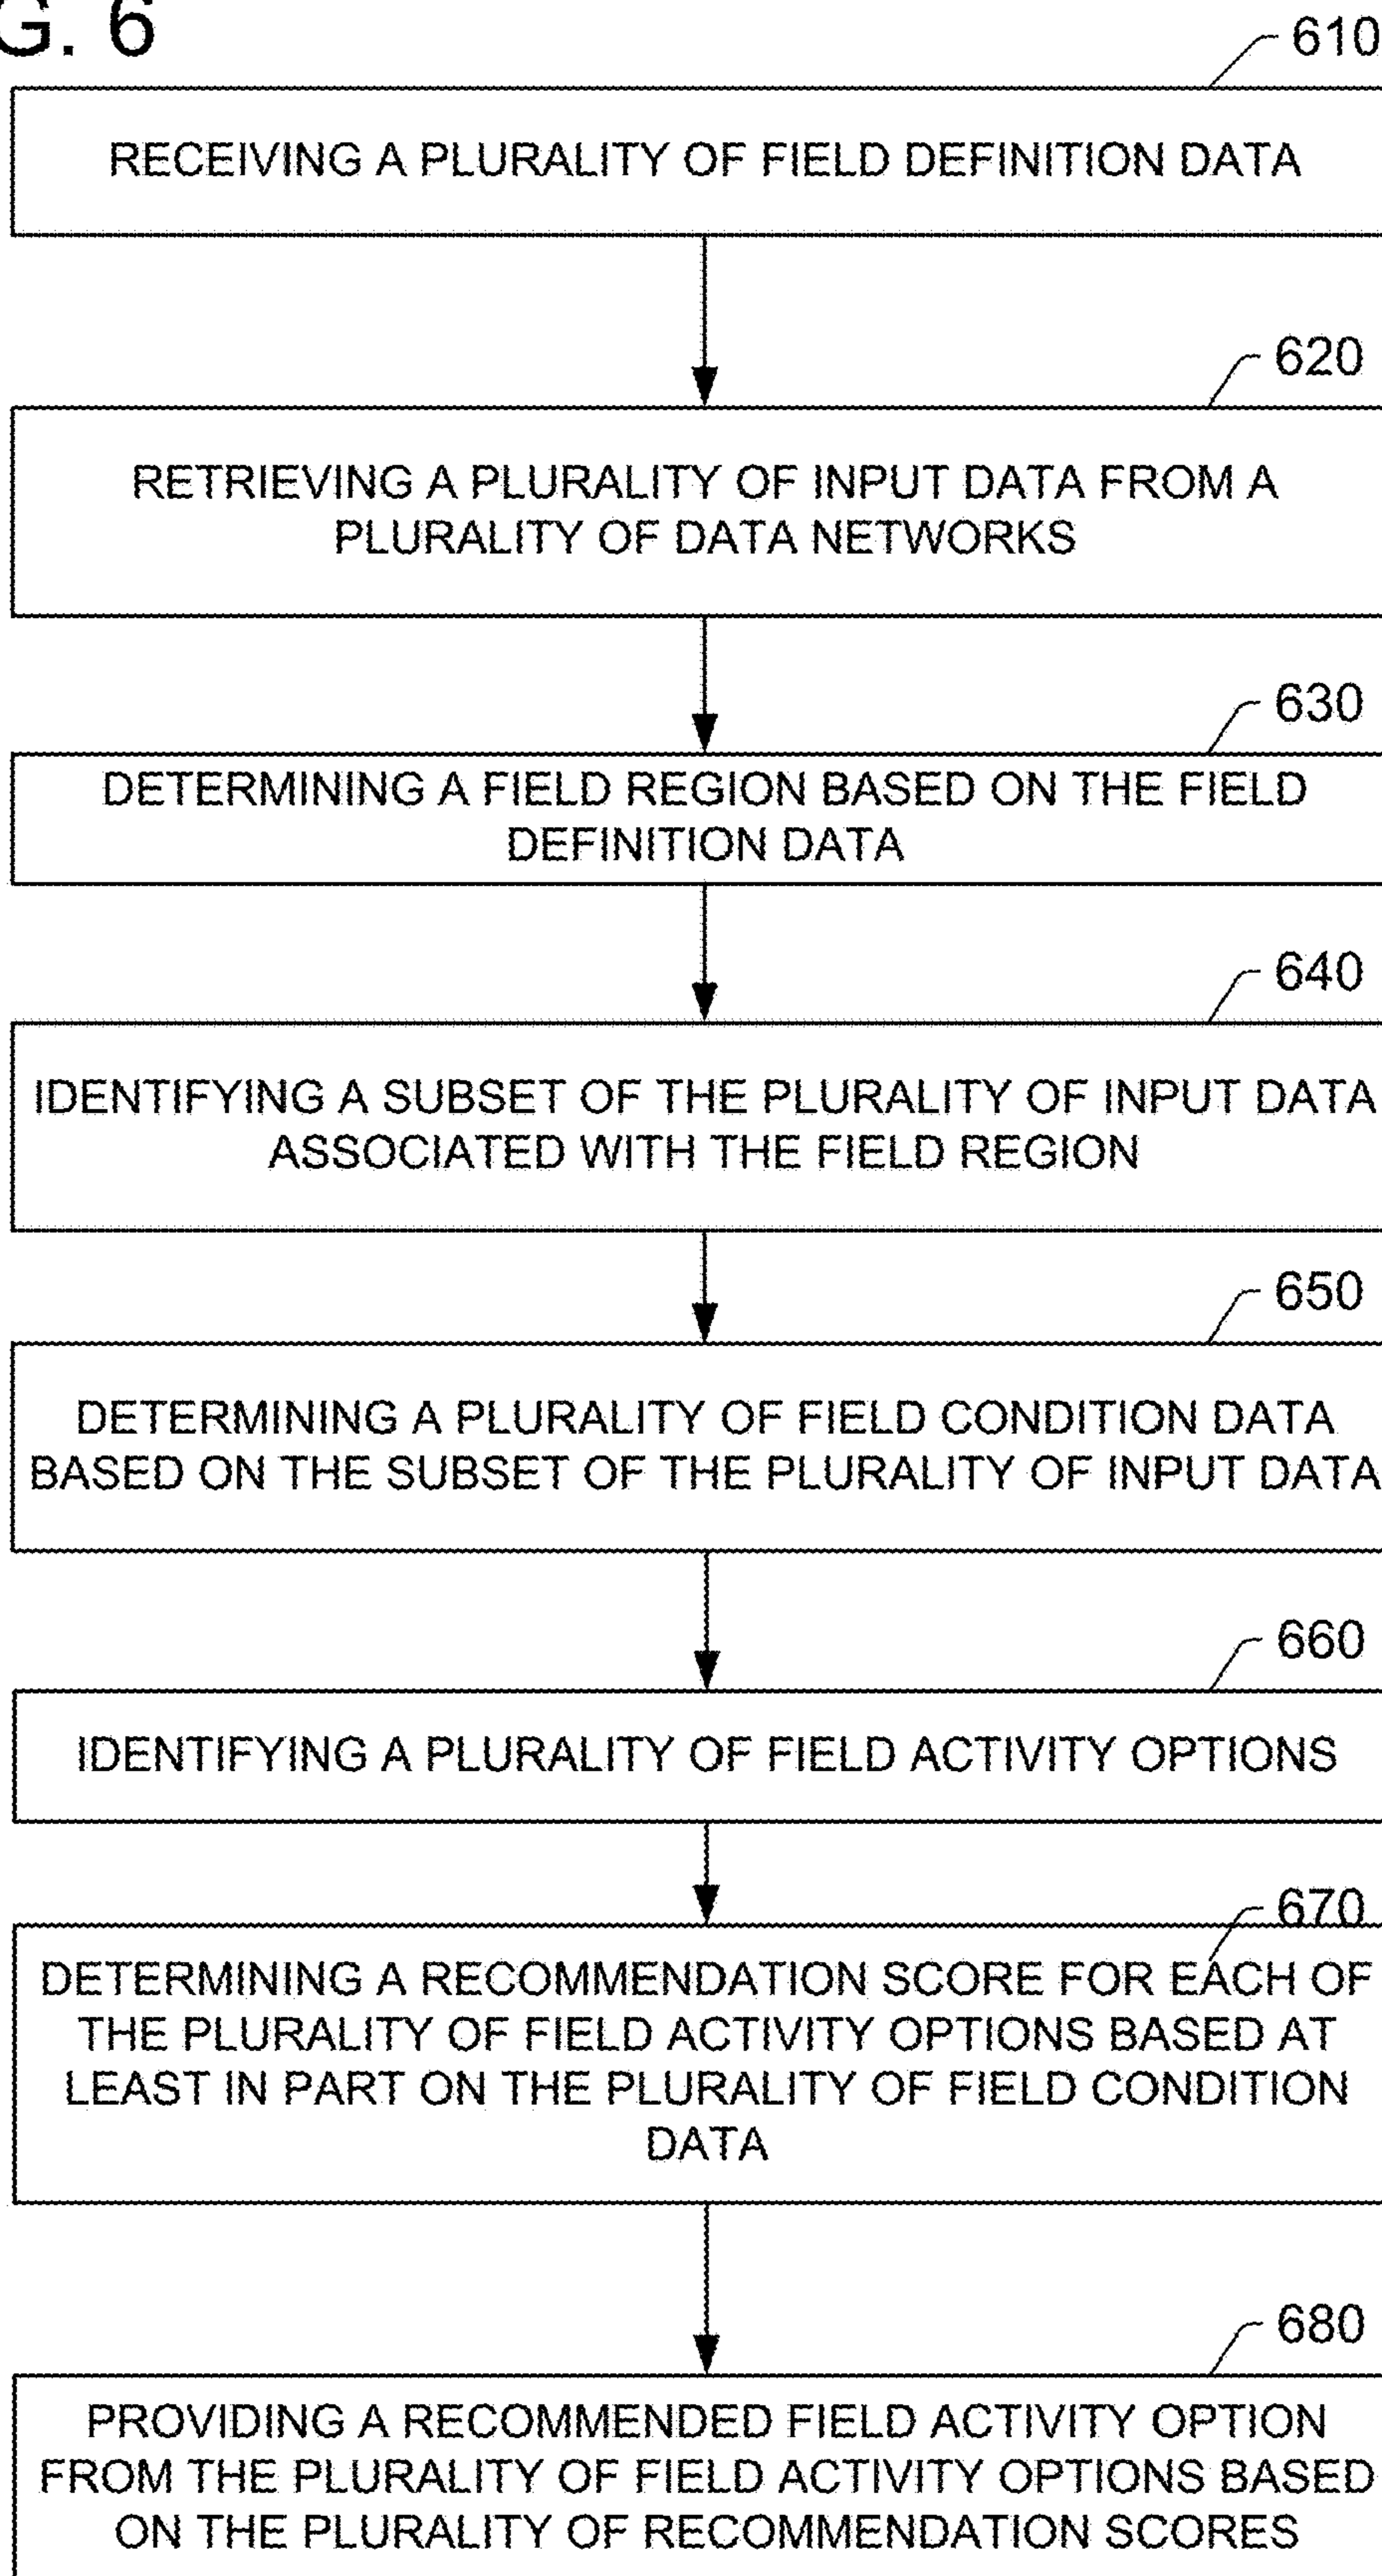 G. 6
610
RECEIVING A PLURALITY OF FIELD DEFINITION DATA
620
RETRIEVING A PLURALITY OF INPUT DATA FROM A
PLURALITY OF DATA NETWORKS
630
DETERMINING A FIELD REGION BASED ON THE FIELD
DEFINITION DATA
640
IDENTIFYING A SUBSET OF THE PLURALITY OF INPUT DATA
ASSOCIATED WITH THE FIELD REGION
650
DETERMINING A PLURALITY OF FIELD CONDITION DATA
BASED ON THE SUBSET OF THE PLURALITY OF INPUT DATA
660
IDENTIFYING A PLURALITY OF FIELD ACTIVITY OPTIONS
670
DETERMINING A RECOMMENDATION SCORE FOR EACH OF
THE PLURALITY OF FIELD ACTIVITY OPTIONS BASED AT
LEAST IN PART ON THE PLURALITY OF FIELD CONDITION
DATA
680
PROVIDING A RECOMMENDED FIELD ACTIVITY OPTION
FROM THE PLURALITY OF FIELD ACTIVITY OPTIONS BASED
ON THE PLURALITY OF RECOMMENDATION SCORES